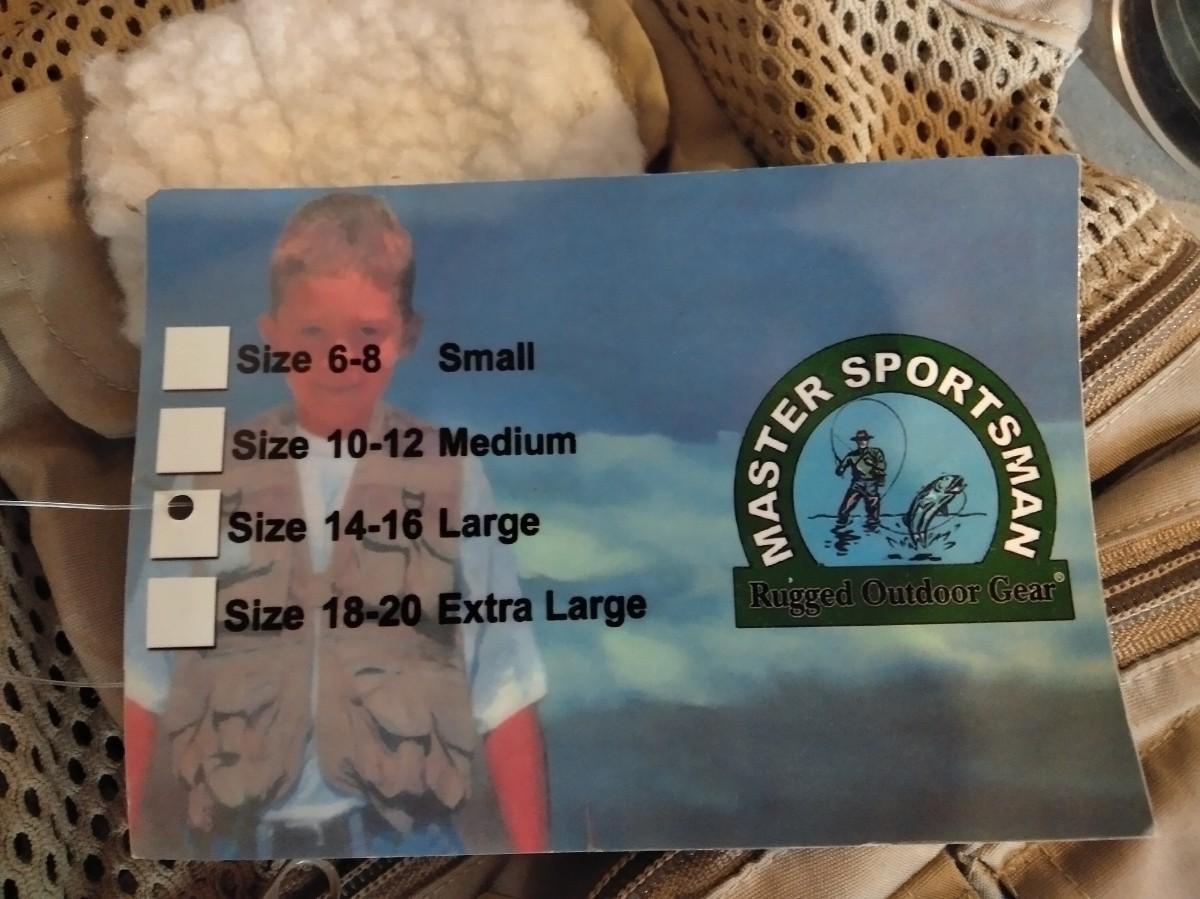 Size 6-8 Small
Size 10-12 Medium
Size 14-16 Large
Size 18-20 Extra Large
MASTER SPORTSMAN
Rugged Outdoor Gear®